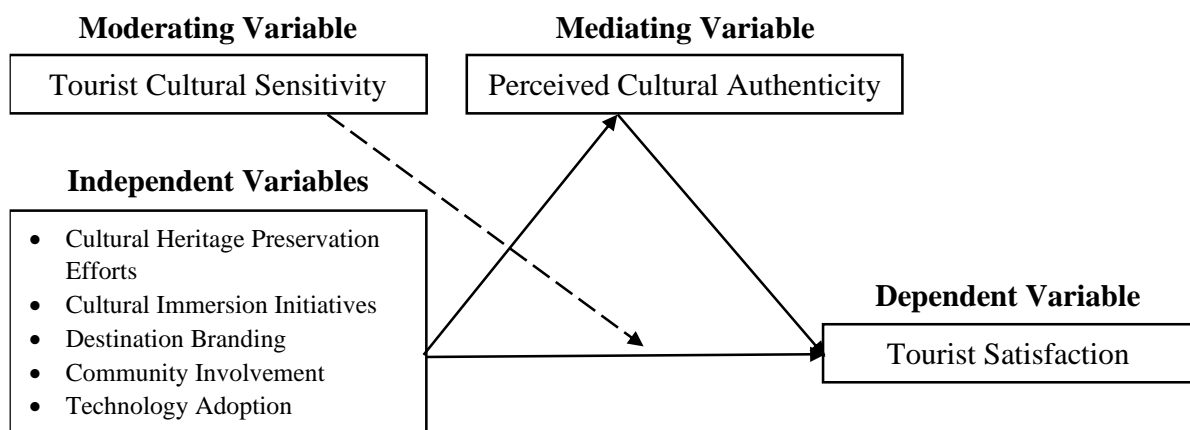 Moderating Variable
Tourist Cultural Sensitivity
Mediating Variable
Perceived Cultural Authenticity
Independent Variables
• Cultural Heritage Preservation
Efforts
• Cultural Immersion Initiatives
• Destination Branding
• Community Involvement
• Technology Adoption
Dependent Variable
Tourist Satisfaction